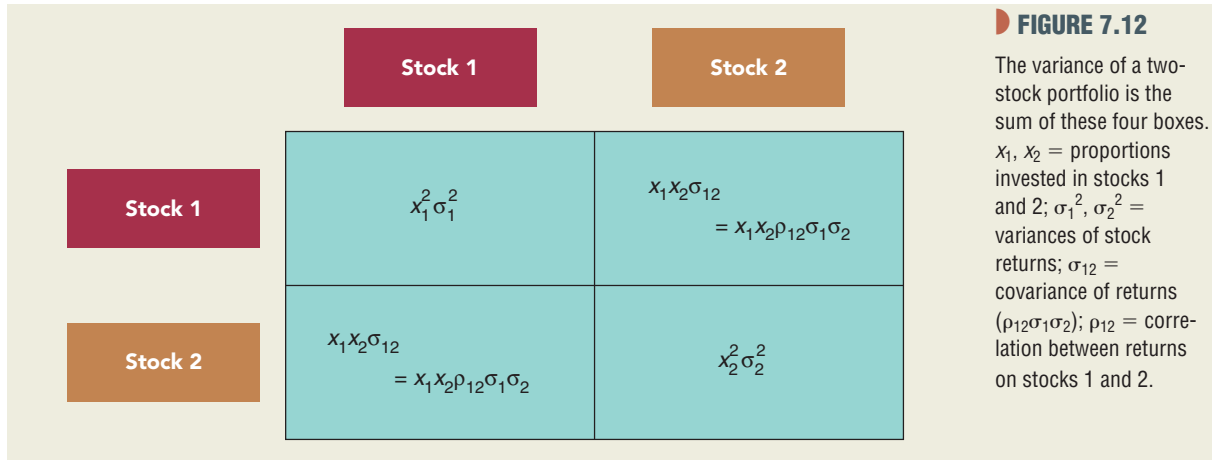 Stock 1
Stock 2
Stock 1
x₁²σ₁²
x₁x₂σ₁₂
= x₁x₂ρ₁₂σ₁σ₂
Stock 2
x₁x₂σ₁₂
= x₁x₂ρ₁₂σ₁σ₂
x₂²σ₂²
FIGURE 7.12
The variance of a two-
stock portfolio is the
sum of these four boxes.
x₁, x₂ = proportions
invested in stocks 1
and 2; σ₁², σ₂² =
variances of stock
returns; σ₁₂ =
covariance of returns
(ρ₁₂σ₁σ₂); ρ₁₂ = corre-
lation between returns
on stocks 1 and 2.